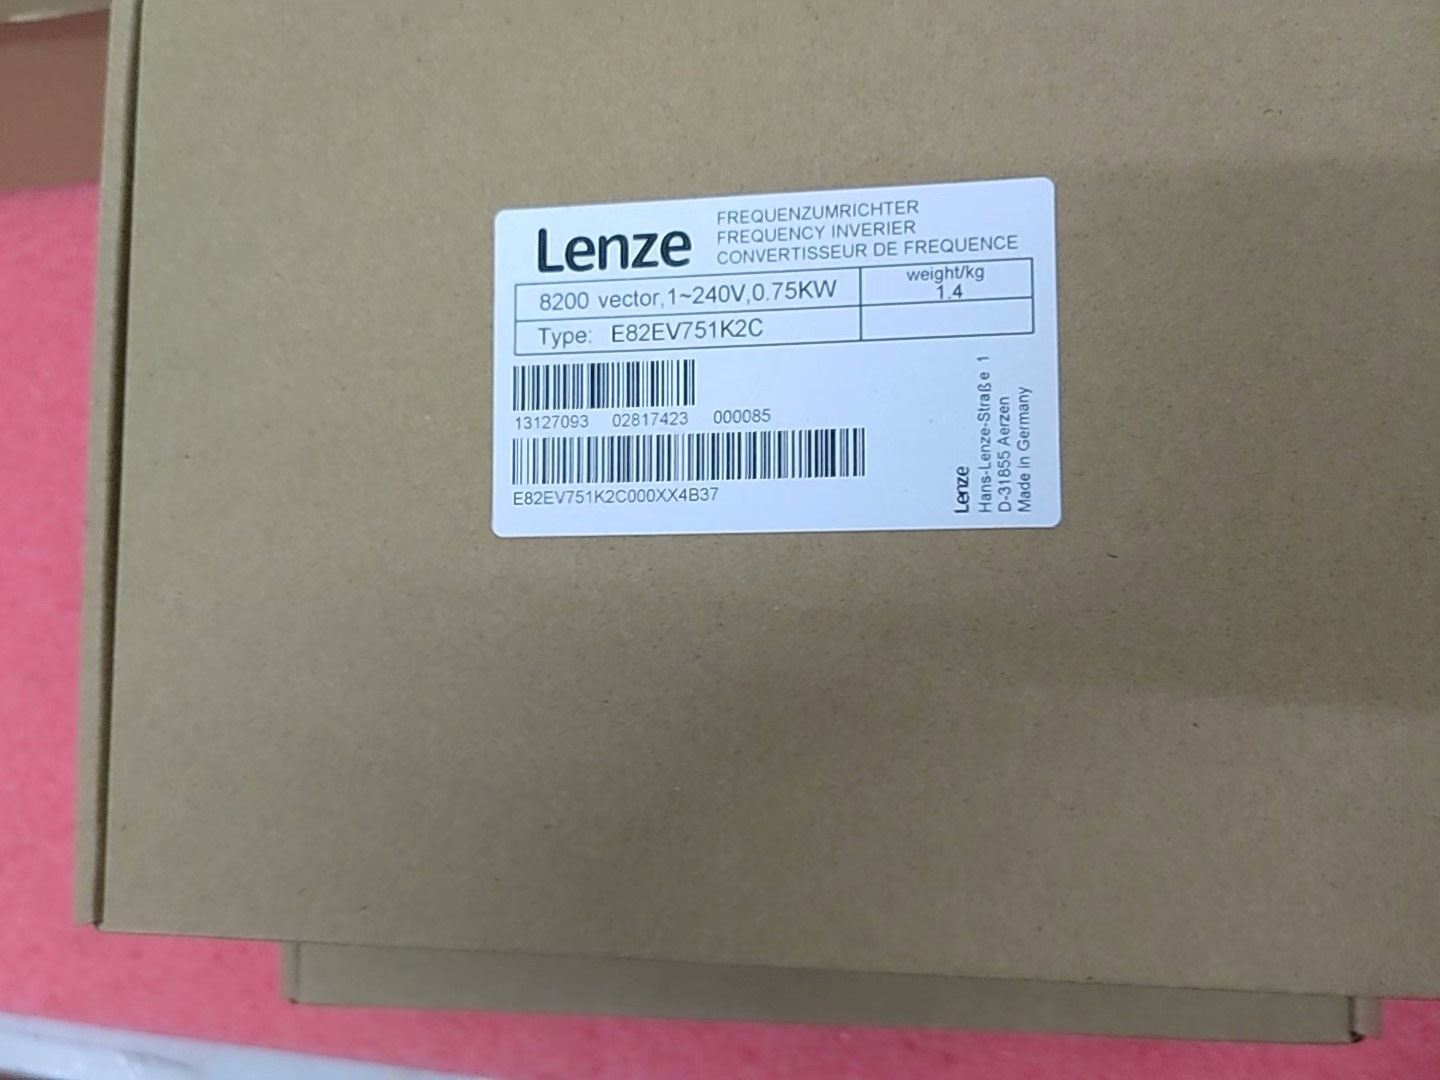 Lenze
FREQUENZUMRICHTER
FREQUENCY INVERIER
CONVERTISSEUR DE FREQUENCE
8200 vector,1~240V,0.75KW
weight/kg
1.4
Type: E82EV751K2C
13127093 02817423 000085
E82EV751K2C000XX4B37
Lenze
Hans-Lenze-Straße 1
D-31855 Aerzen
Made in Germany